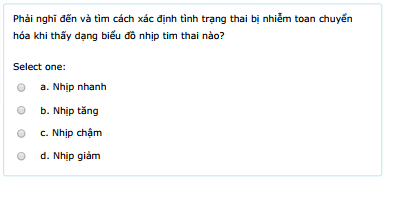 Phải nghĩ đến và tìm cách xác định tình trạng thai bị nhiễm toan chuyển
hóa khi thấy dạng biểu đồ nhịp tim thai nào?
Select one:
a. Nhịp nhanh
b. Nhịp tăng
c. Nhịp chậm
d. Nhịp giảm